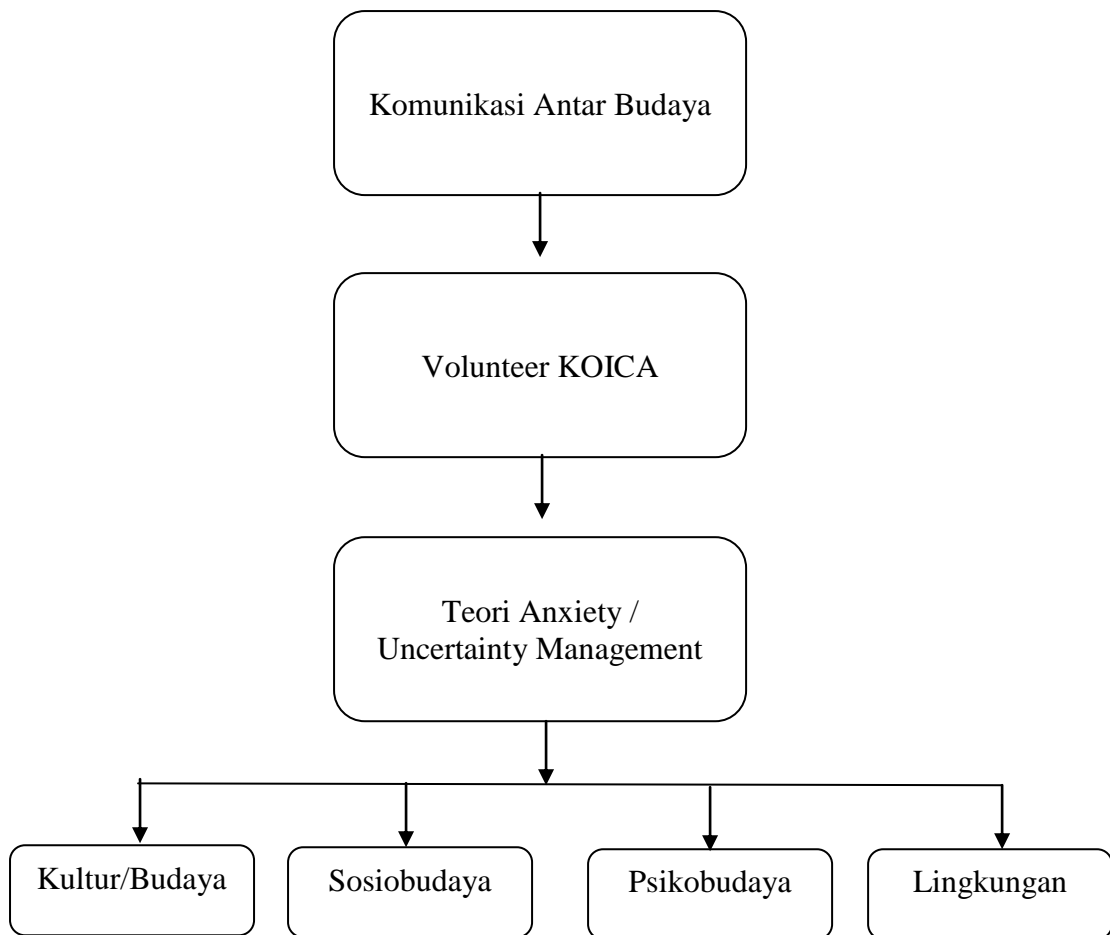 Komunikasi Antar Budaya
Volunteer KOICA
Teori Anxiety /
Uncertainty Management
Kultur/Budaya
Sosiobudaya
Psikobudaya
Lingkungan